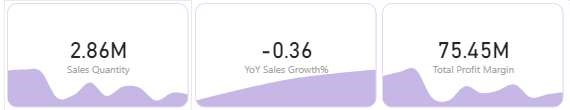 2.86M
Sales Quantity
-0.36
YoY Sales Growth%
75.45M
Total Profit Margin